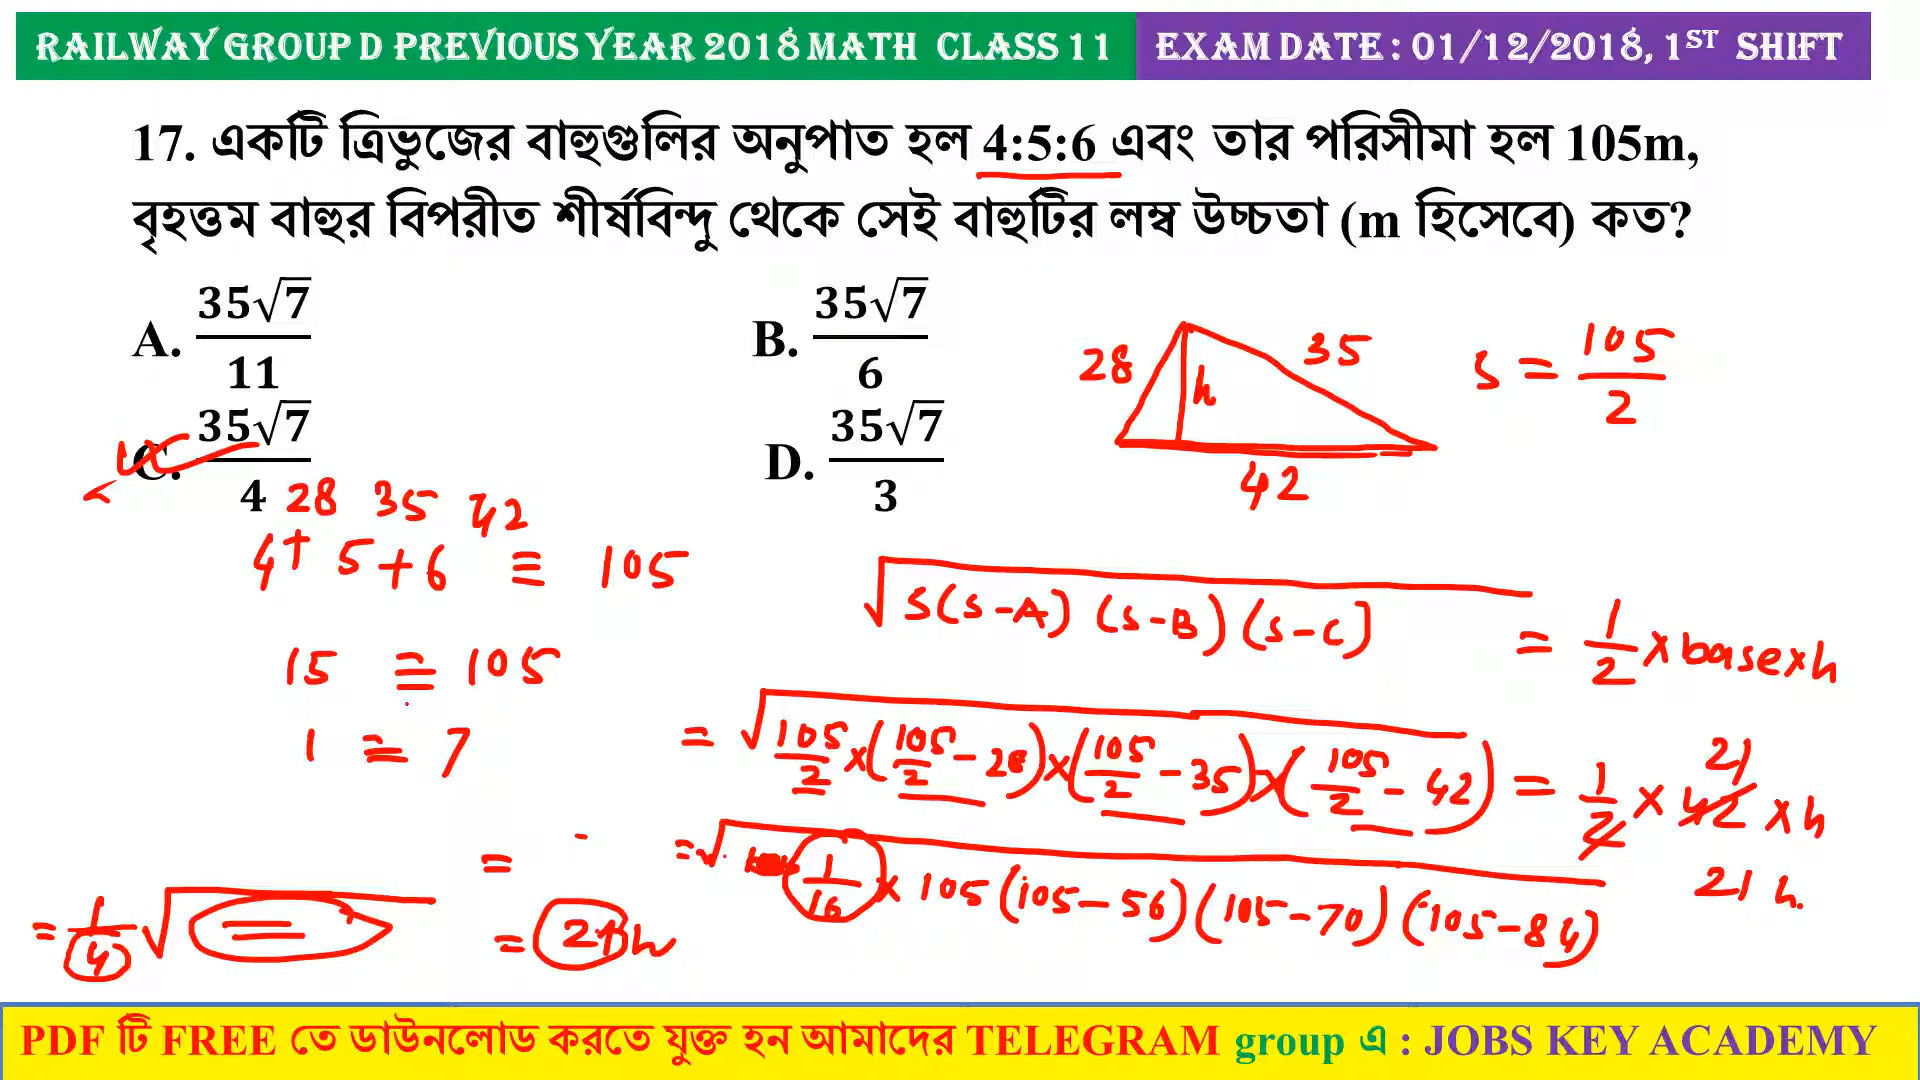 RAILWAY GROUP D PREVIOUS YEAR 2018 MATH CLASS 11 EXAM DATE : 01/12/2018, 1ST SHIFT
17. একটি ত্রিভুজের বাহুগুলির অনুপাত হল 4:5:6 এবং তার পরিসীমা হল 105m,
বৃহত্তম বাহুর বিপরীত শীর্ষবিন্দু থেকে সেই বাহুটির লম্ব উচ্চতা (m হিসেবে) কত?
A. 35√7/11
B. 35√7/6
C. 35√7/4
D. 35√7/3
28 h 35
42
s = 105/2
28 35 42
4+ 5+6 ≡ 105
15 ≡ 105
1 ≡ 7
√s(s-A) (s-B) (s-C) = 1/2 × base×h
= √105/2 ×(105/2 - 28)×(105/2 - 35)×(105/2 - 42) = 1/2 × 42 × h
21
= √1/16 × 105 (105-56) (105-70) (105-84)
21 h.
=
= 1/4 √
= 21h
PDF টি FREE তে ডাউনলোড করতে যুক্ত হন আমাদের TELEGRAM group এ : JOBS KEY ACADEMY